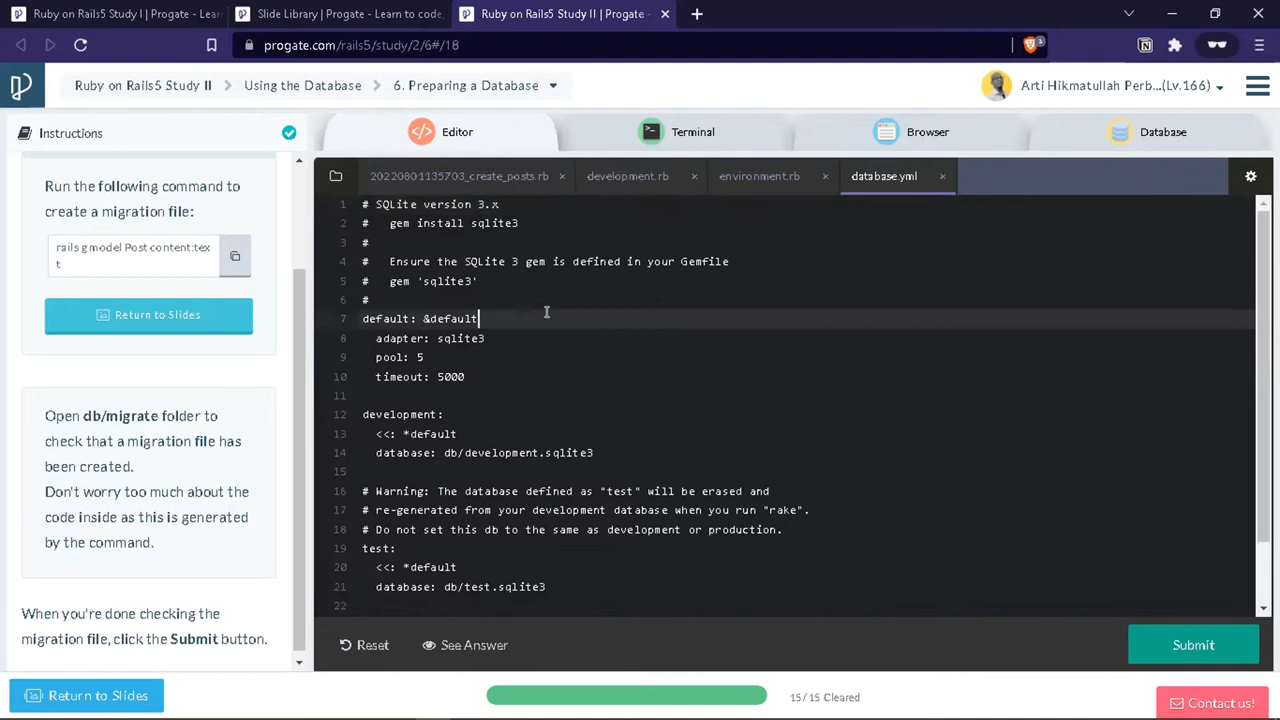 Ruby on Rails5 Study I | Progate - Lear
Slide Library | Progate - Learn to code,
Ruby on Rails5 Study II | Progate -
progate.com/rails5/study/2/6#/18
Ruby on Rails5 Study II
Using the Database
6. Preparing a Database
Arti Hikmatullah Perb...(Lv.166)
Instructions
Editor
Terminal
Browser
Database
Run the following command to
create a migration file:
rails g model Post content:tex
t
Return to Slides
Open db/migrate folder to
check that a migration file has
been created.
Don't worry too much about the
code inside as this is generated
by the command.
When you're done checking the
migration file, click the Submit button.
20220801135703_create_posts.rb
development.rb
environment.rb
database.yml
1 # SQLite version 3.x
2 #   gem install sqlite3
3 #
4 #   Ensure the SQLite 3 gem is defined in your Gemfile
5 #   gem 'sqlite3'
6 #
7 default: &default
8   adapter: sqlite3
9   pool: 5
10   timeout: 5000
11
12 development:
13   <<: *default
14   database: db/development.sqlite3
15
16 # Warning: The database defined as "test" will be erased and
17 # re-generated from your development database when you run "rake".
18 # Do not set this db to the same as development or production.
19 test:
20   <<: *default
21   database: db/test.sqlite3
22
Reset
See Answer
Submit
Return to Slides
15/15 Cleared
Contact us!